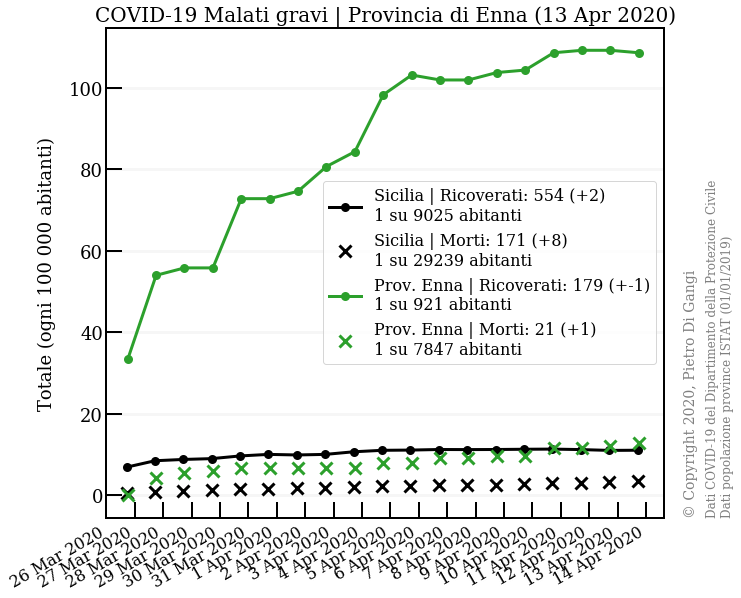 COVID-19 Malati gravi | Provincia di Enna (13 Apr 2020)
Totale (ogni 100 000 abitanti)
100
80
60
40
20
0
Sicilia | Ricoverati: 554 (+2)
1 su 9025 abitanti
Sicilia | Morti: 171 (+8)
1 su 29239 abitanti
Prov. Enna | Ricoverati: 179 (+-1)
1 su 921 abitanti
Prov. Enna | Morti: 21 (+1)
1 su 7847 abitanti
26 Mar 2020
27 Mar 2020
28 Mar 2020
29 Mar 2020
30 Mar 2020
31 Mar 2020
1 Apr 2020
2 Apr 2020
3 Apr 2020
4 Apr 2020
5 Apr 2020
6 Apr 2020
7 Apr 2020
8 Apr 2020
9 Apr 2020
10 Apr 2020
11 Apr 2020
12 Apr 2020
13 Apr 2020
14 Apr 2020
© Copyright 2020, Pietro Di Gangi
Dati COVID-19 del Dipartimento della Protezione Civile
Dati popolazione province ISTAT (01/01/2019)